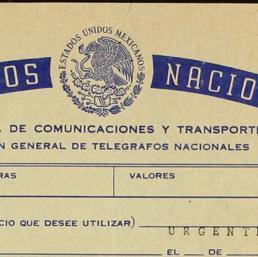 ESTADOS UNIDOS MEXICANOS
OS NACIO
DE COMUNICACIONES Y TRANSPORTE
N GENERAL DE TELEGRAFOS NACIONALES
RAS VALORES
CIO QUE DESEE UTILIZAR) URGENT
EL DE